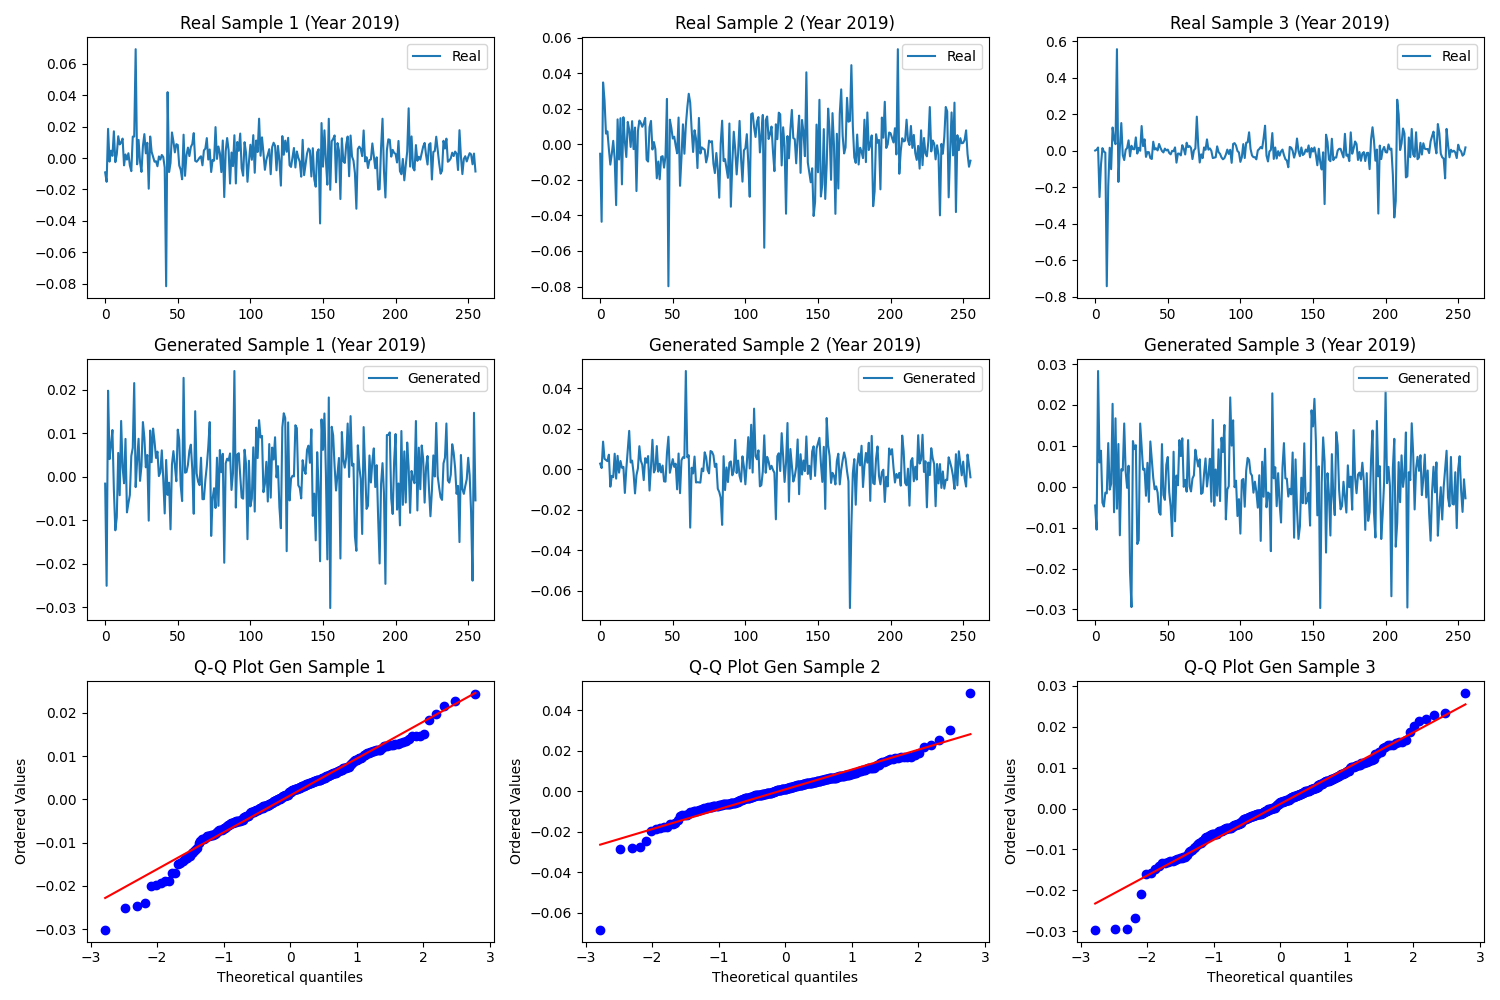 Real Sample 1 (Year 2019)
Real Sample 2 (Year 2019)
Real Sample 3 (Year 2019)
Real
Real
Real
0.06
0.04
0.02
0.00
−0.02
−0.04
−0.06
−0.08
0.06
0.04
0.02
0.00
−0.02
−0.04
−0.06
−0.08
0.6
0.4
0.2
0.0
−0.2
−0.4
−0.6
−0.8
0 50 100 150 200 250
0 50 100 150 200 250
0 50 100 150 200 250
Generated Sample 1 (Year 2019)
Generated Sample 2 (Year 2019)
Generated Sample 3 (Year 2019)
Generated
Generated
Generated
0.02
0.01
0.00
−0.01
−0.02
−0.03
0.04
0.02
0.00
−0.02
−0.04
−0.06
0.03
0.02
0.01
0.00
−0.01
−0.02
−0.03
0 50 100 150 200 250
0 50 100 150 200 250
0 50 100 150 200 250
Q-Q Plot Gen Sample 1
Q-Q Plot Gen Sample 2
Q-Q Plot Gen Sample 3
Ordered Values
0.02
0.01
0.00
−0.01
−0.02
−0.03
Ordered Values
0.04
0.02
0.00
−0.02
−0.04
−0.06
Ordered Values
0.03
0.02
0.01
0.00
−0.01
−0.02
−0.03
−3 −2 −1 0 1 2 3
−3 −2 −1 0 1 2 3
−3 −2 −1 0 1 2 3
Theoretical quantiles
Theoretical quantiles
Theoretical quantiles